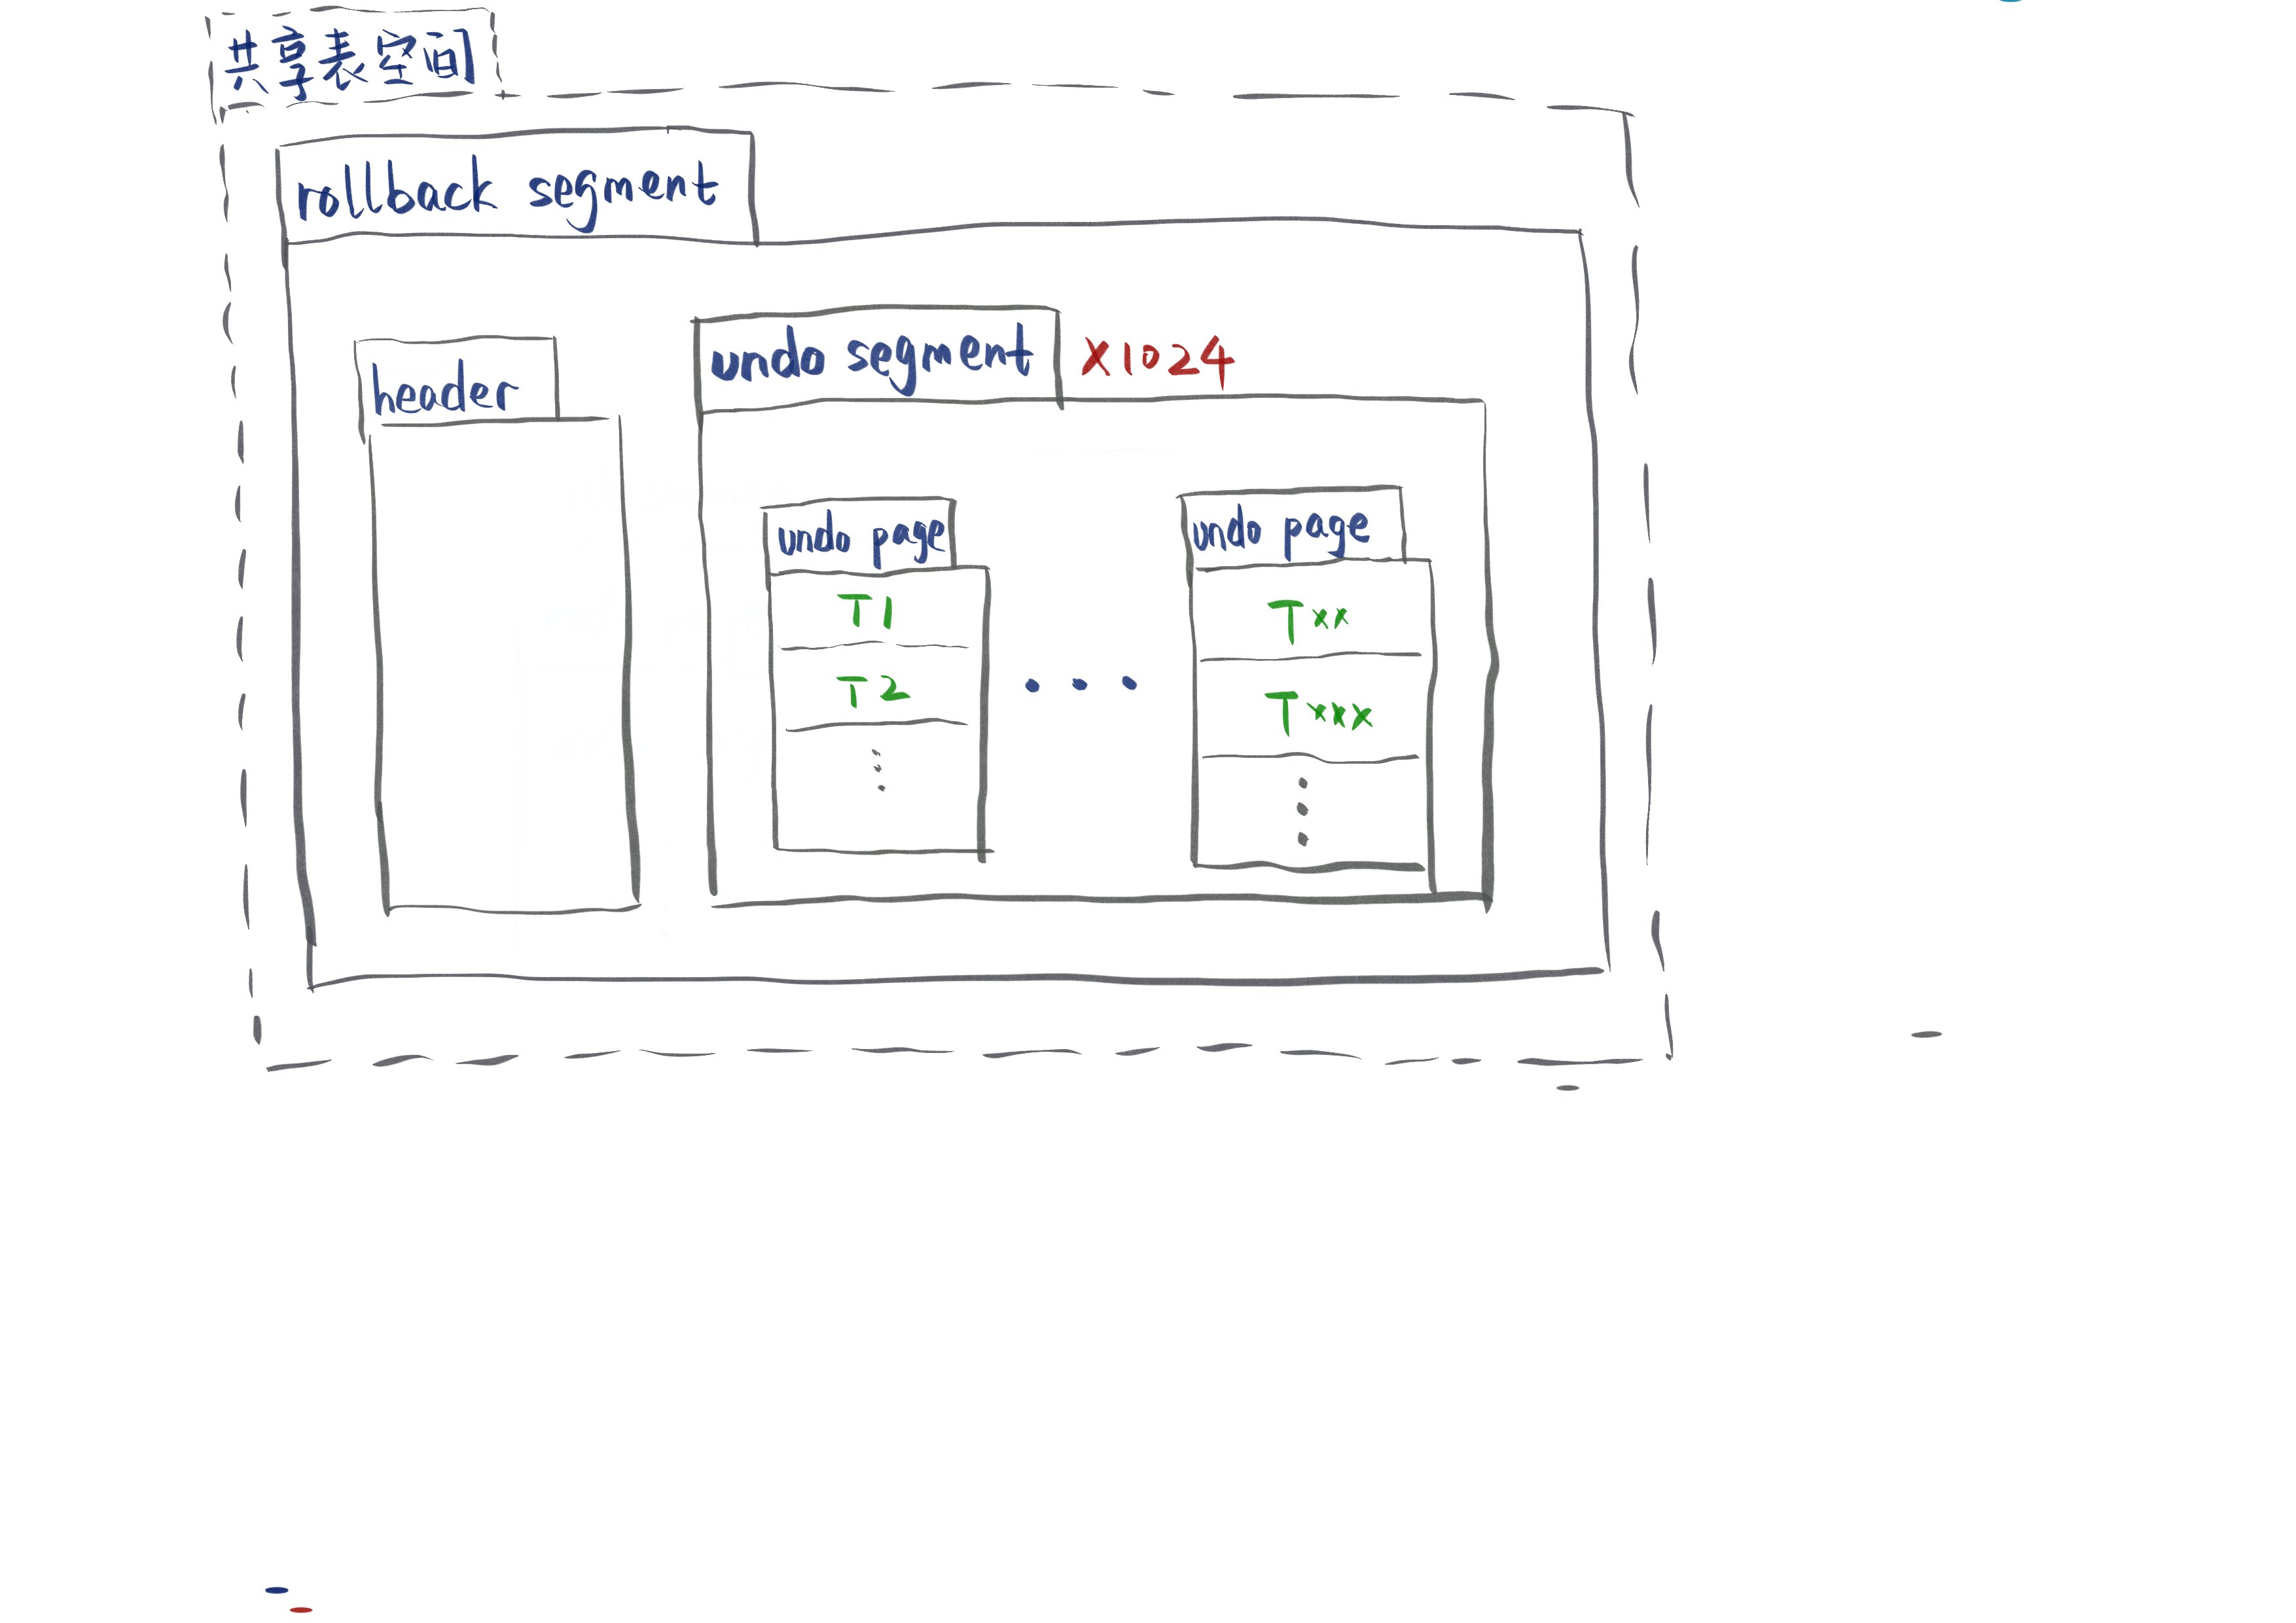 共享表空间
rollback segment
header
undo segment X1024
undo page
T1
T2
undo page
Txx
Txxx